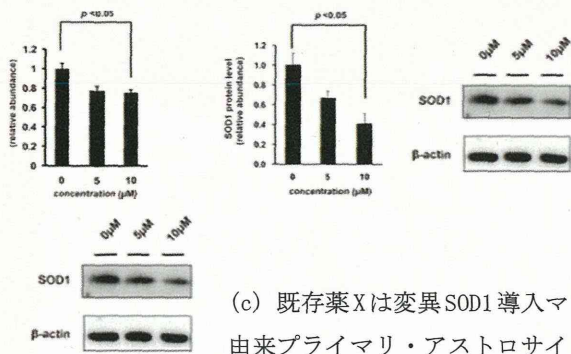 p <0.05
(relative abundance)
1.2
1
0.8
0.6
0.4
0.2
0
0 5 10
concentration (μM)
p <0.05
SOD1 protein level
(relative abundance)
1.2
1.0
0.8
0.6
0.4
0.2
0.0
0 5 10
concentration (μM)
0μM 5μM 10μM
SOD1
β-actin
0μM 5μM 10μM
SOD1
β-actin
(c) 既存薬Xは変異SOD1導入マ
由来プライマリ・アストロサイ